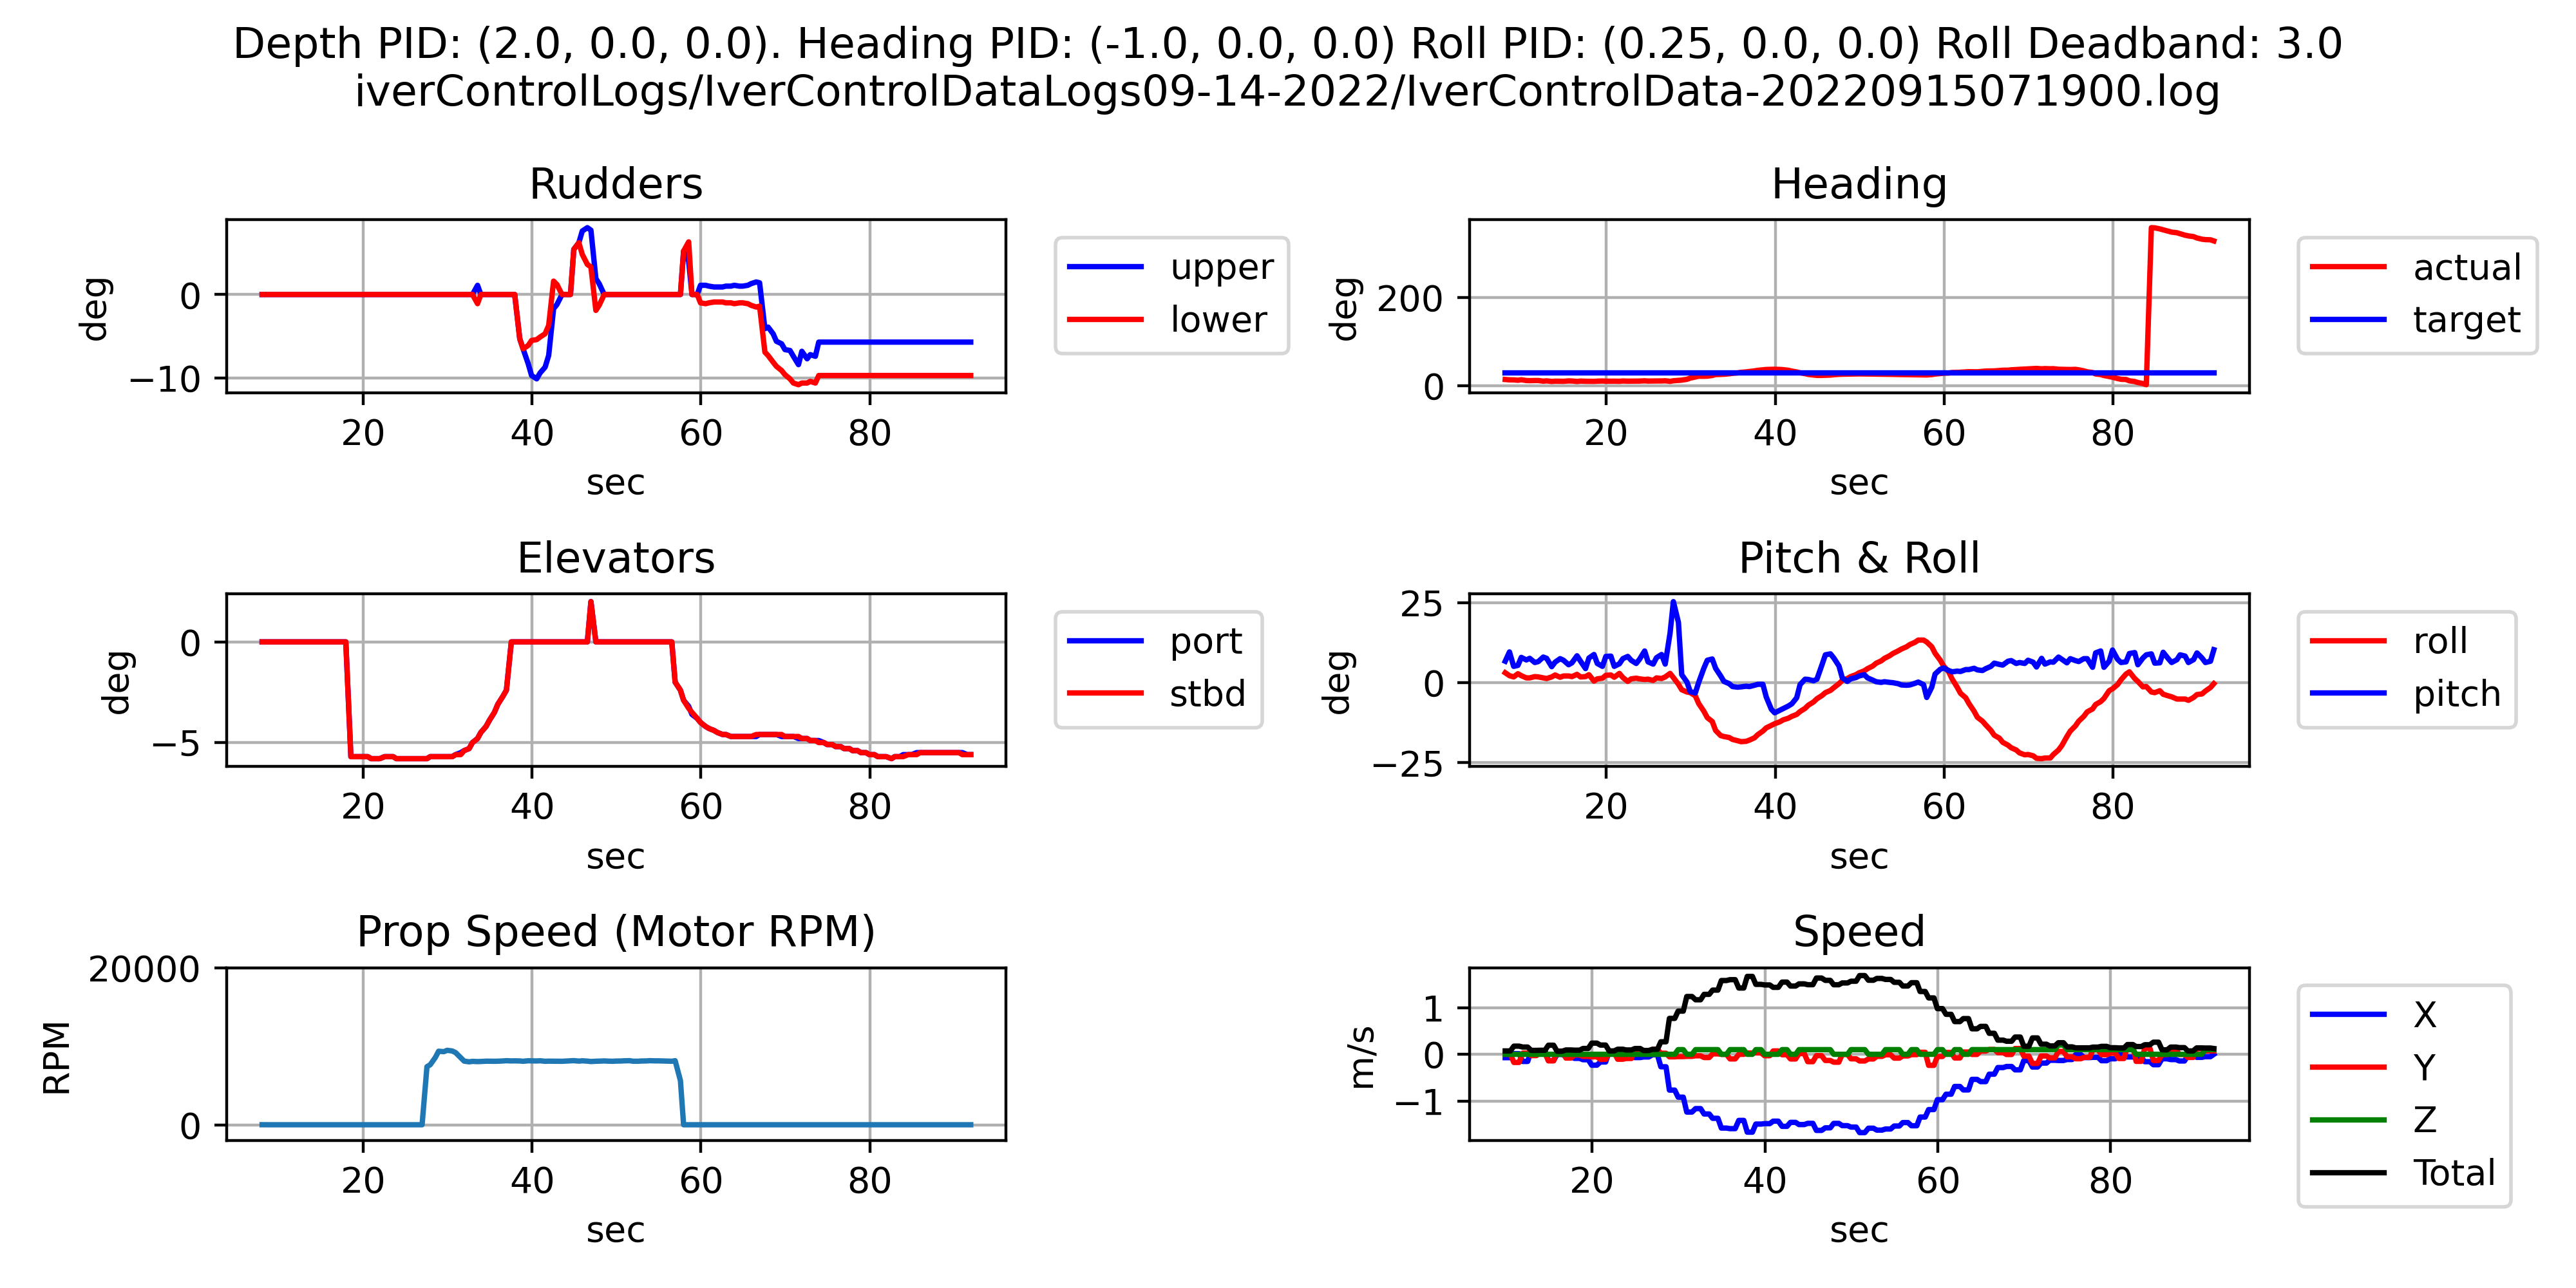 Depth PID: (2.0, 0.0, 0.0). Heading PID: (-1.0, 0.0, 0.0) Roll PID: (0.25, 0.0, 0.0) Roll Deadband: 3.0
iverControlLogs/IverControlDataLogs09-14-2022/IverControlData-20220915071900.log
Rudders
deg
0
−10
20 40 60 80
sec
upper
lower
Heading
deg
200
0
20 40 60 80
sec
actual
target
Elevators
deg
0
−5
20 40 60 80
sec
port
stbd
Pitch & Roll
deg
25
0
−25
20 40 60 80
sec
roll
pitch
Prop Speed (Motor RPM)
RPM
20000
0
20 40 60 80
sec
Speed
m/s
1
0
−1
20 40 60 80
sec
X
Y
Z
Total